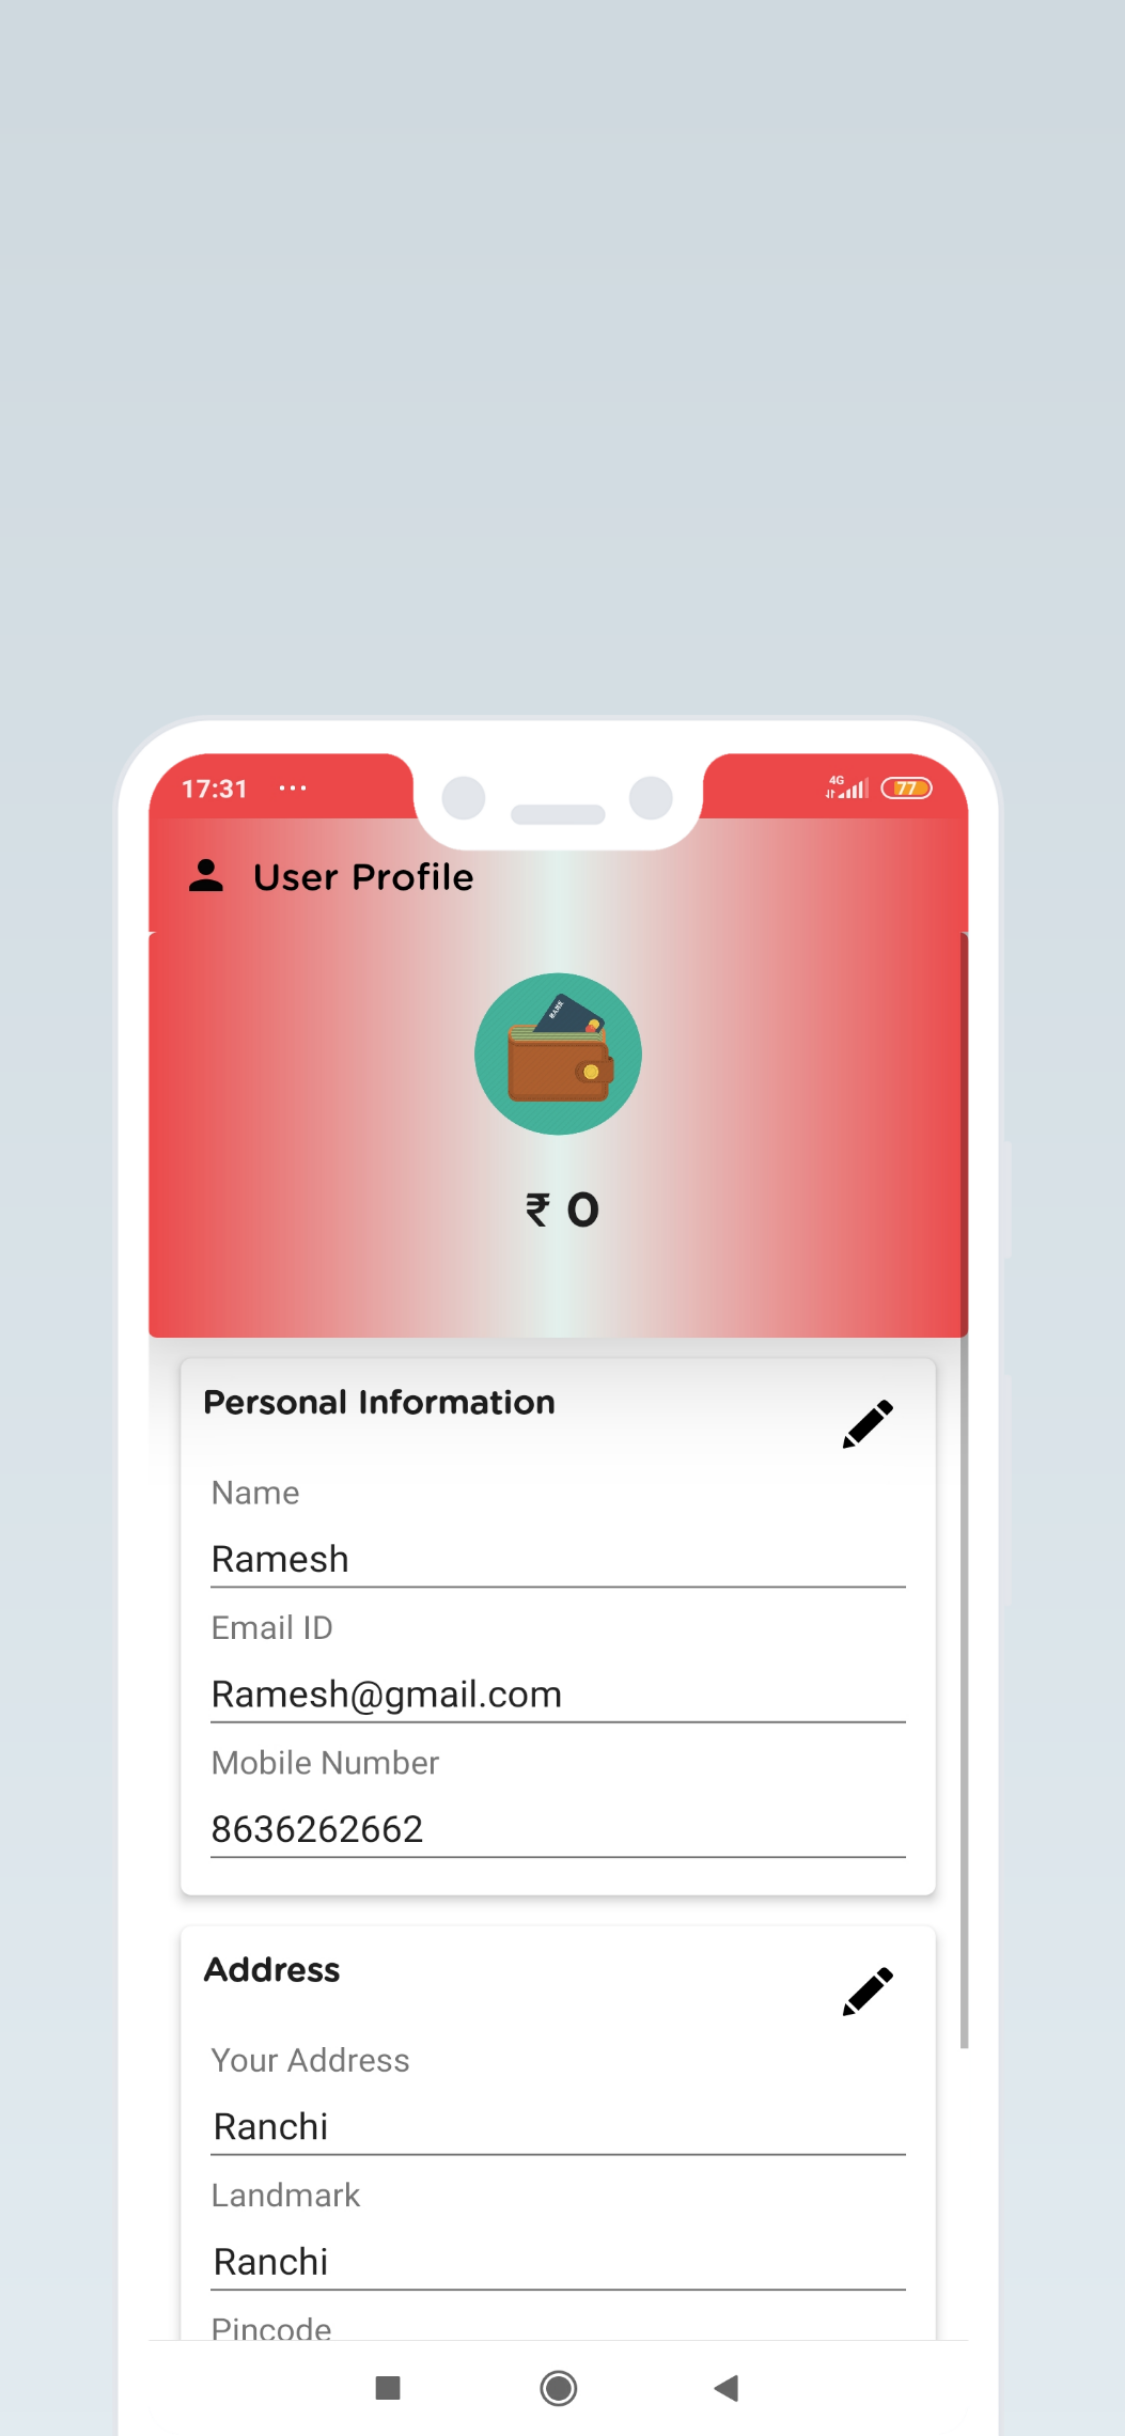 17:31 ... 4G 77
User Profile
BANK
₹ 0
Personal Information
Name
Ramesh
Email ID
Ramesh@gmail.com
Mobile Number
8636262662
Address
Your Address
Ranchi
Landmark
Ranchi
Pincode